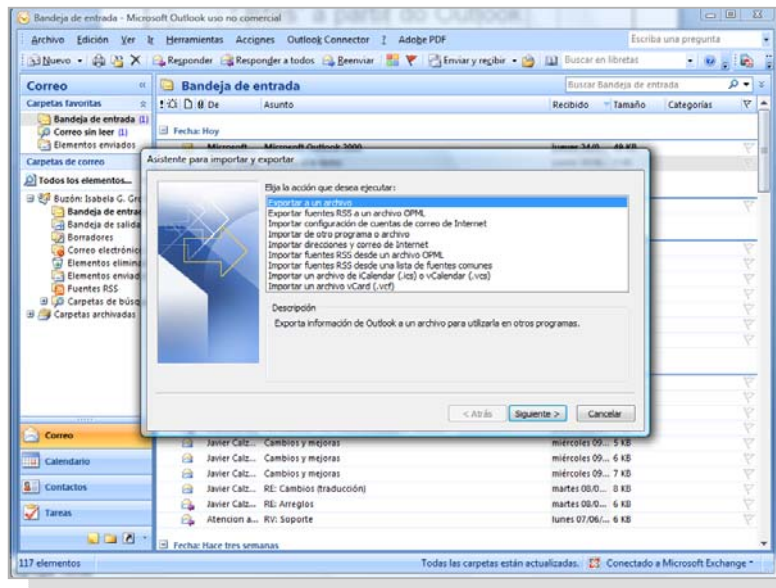 Bandeja de entrada - Microsoft Outlook uso no comercial
Archivo Edición Ver Ir Herramientas Acciones Outlook Connector ? Adobe PDF Escriba una pregunta
Nuevo Responder Responder a todos Reenviar Enviar y recibir Buscar en libretas
Correo Bandeja de entrada Buscar Bandeja de entrada
Carpetas favoritas De Asunto Recibido Tamaño Categorías
Bandeja de entrada (1)
Fecha: Hoy
Correo sin leer (1)
Elementos enviados Microsoft Microsoft Outlook 2000
Carpetas de correo
Todos los elementos...
Buzón: Isabela G.
Bandeja de entra
Bandeja de salida
Borradores
Correo electrónic
Elementos elimina
Elementos enviad
Fuentes RSS
Carpetas de búsq
Carpetas archivadas
Asistente para importar y exportar
Elija la acción que desea ejecutar:
Exportar a un archivo
Exportar fuentes RSS a un archivo OPML
Importar configuración de cuentas de correo de Internet
Importar de otro programa o archivo
Importar direcciones y correo de Internet
Importar fuentes RSS desde un archivo OPML
Importar fuentes RSS desde una lista de fuentes comunes
Importar un archivo de iCalendar (.ics) o vCalendar (.vcs)
Importar un archivo vCard (.vcf)
Descripción
Exporta información de Outlook a un archivo para utilizarla en otros programas.
< Atrás Siguiente > Cancelar
Correo
Calendario
Contactos
Tareas
Javier Calz... Cambios y mejoras miércoles 09... 5 KB
Javier Calz... Cambios y mejoras miércoles 09... 6 KB
Javier Calz... Cambios y mejoras miércoles 09... 7 KB
Javier Calz... RE: Cambios (traducción) martes 08/0... 8 KB
Javier Calz... RE: Arreglos martes 08/0... 6 KB
Atencion a... RV: Soporte lunes 07/06/... 6 KB
Fecha: Hace tres semanas
117 elementos Todas las carpetas están actualizadas. Conectado a Microsoft Exchange